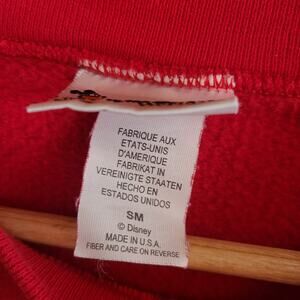 FABRIQUE AUX
ETATS-UNIS
D'AMERIQUE
FABRIKAT IN
VEREINIGTE STAATEN
HECHO EN
ESTADOS UNIDOS
SM
© Disney
MADE IN U.S.A.
FIBER AND CARE ON REVERSE